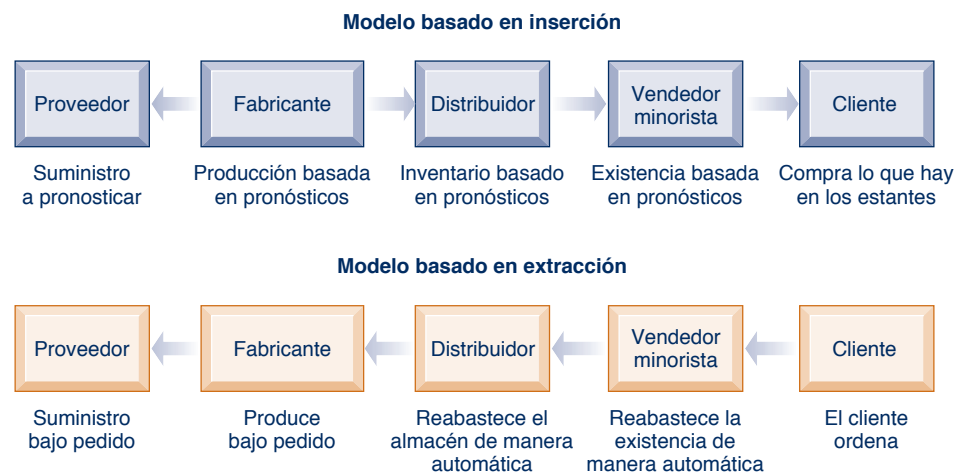 Modelo basado en inserción
Proveedor
Fabricante
Distribuidor
Vendedor
minorista
Cliente
Suministro
a pronosticar
Producción basada
en pronósticos
Inventario basado
en pronósticos
Existencia basada
en pronósticos
Compra lo que hay
en los estantes
Modelo basado en extracción
Proveedor
Fabricante
Distribuidor
Vendedor
minorista
Cliente
Suministro
bajo pedido
Produce
bajo pedido
Reabastece el
almacén de manera
automática
Reabastece la
existencia de
manera automática
El cliente
ordena